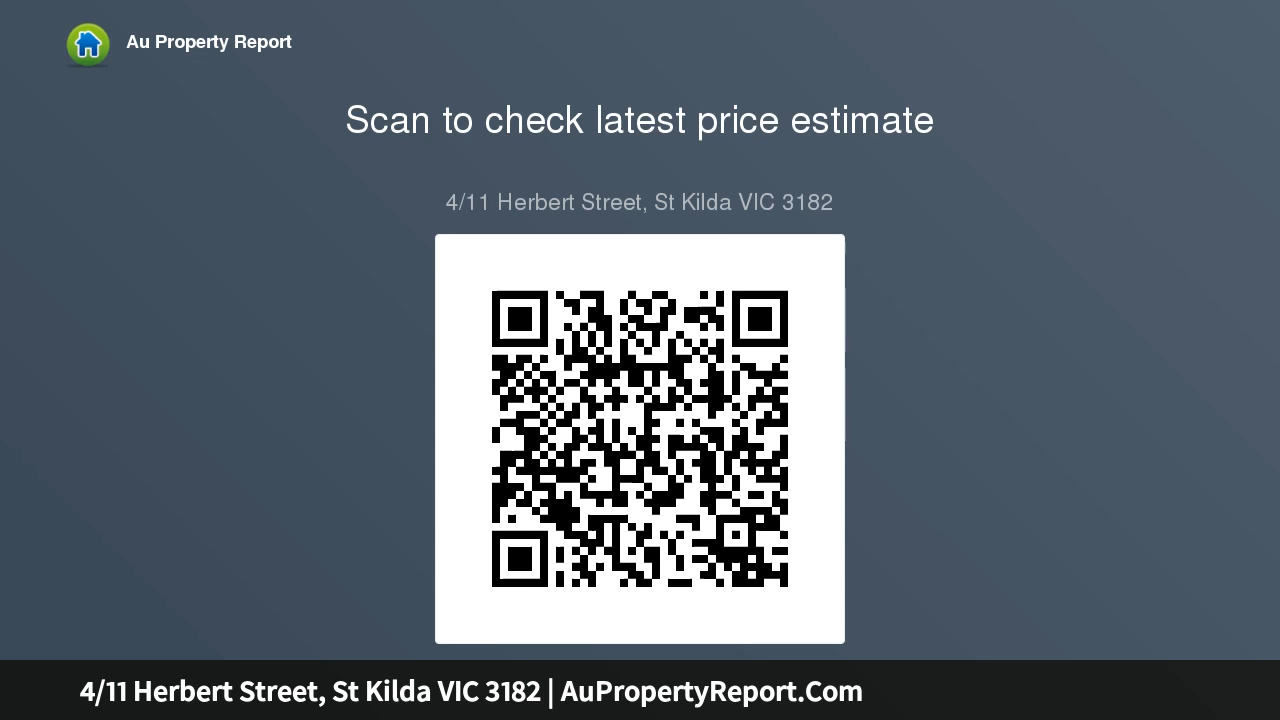 Au Property Report
Scan to check latest price estimate
4/11 Herbert Street, St Kilda VIC 3182
4/11 Herbert Street, St Kilda VIC 3182 | AuPropertyReport.Com